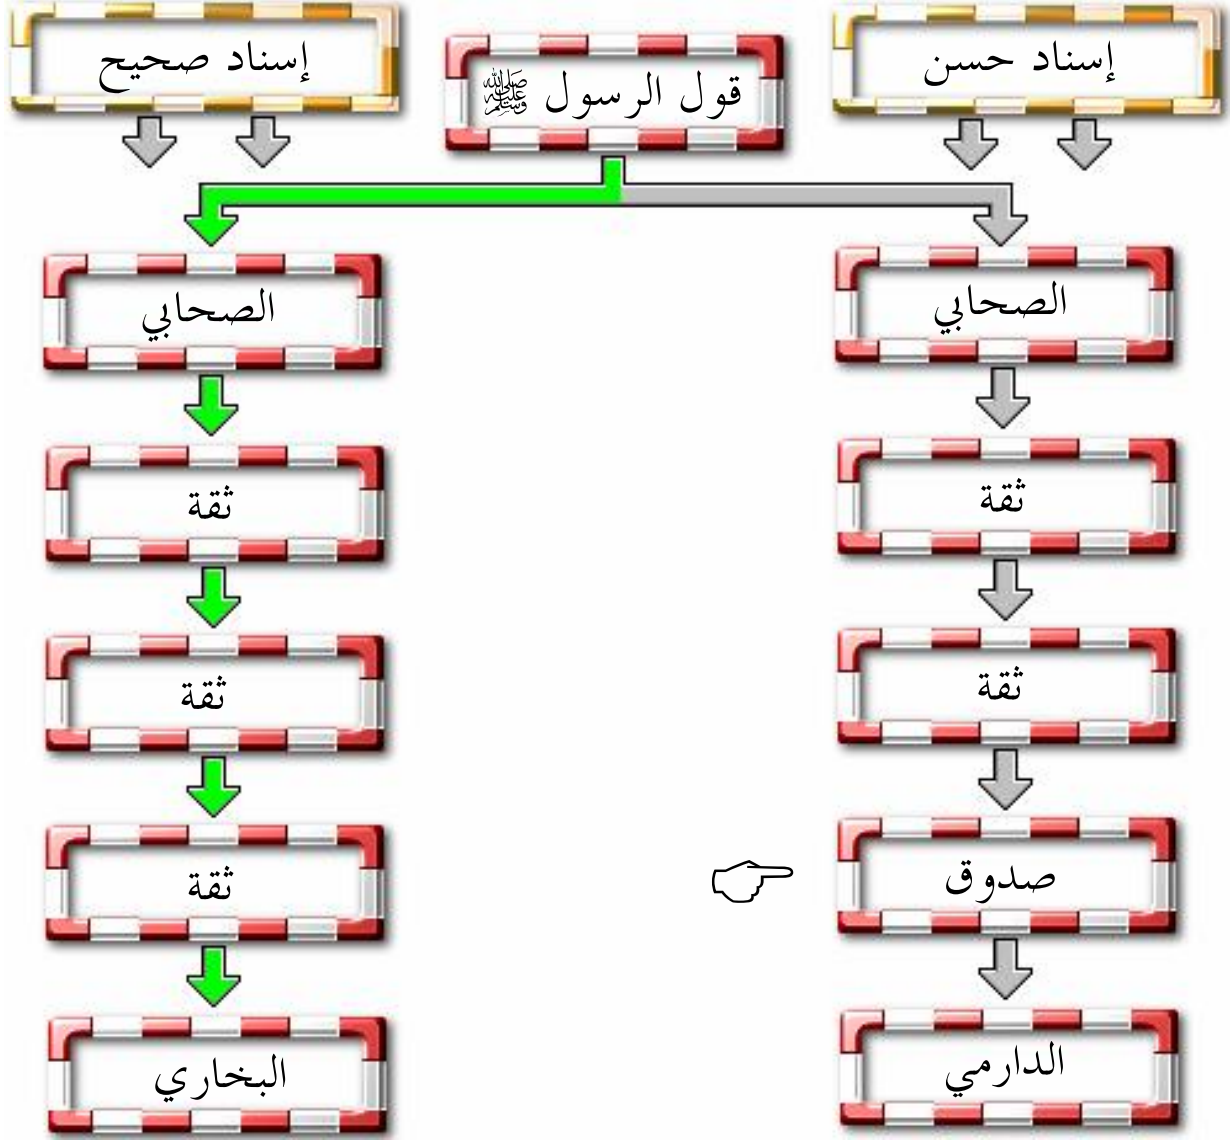 إسناد حسن
قول الرسول ﷺ
إسناد صحيح
الصحابي
ثقة
ثقة
صدوق
الدارمي
الصحابي
ثقة
ثقة
ثقة
البخاري